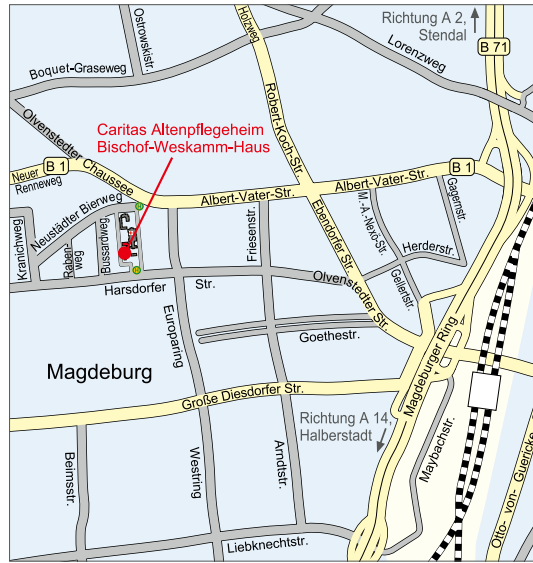 Richtung A 2,
Stendal
Ostrowskistr.
Holzweg
Lorenzweg
B 71
Boquet-Graseweg
Olvenstedter Chaussee
Caritas Altenpflegeheim
Bischof-Weskamm-Haus
Robert-Koch-Str.
B 1
Neuer
Renneweg
B 1
Albert-Vater-Str.
Albert-Vater-Str.
Neustädter Bierweg
Kranichweg
Raben-
weg
Bussardweg
H
H
Friesenstr.
Ebendorfer Str.
M.-A.-Nexö-Str.
Gagernstr
Herderstr.
Gellertstr.
Harsdorfer
Str.
Olvenstedter Str.
Europaring
Goethestr.
Magdeburger Ring
Magdeburg
Große Diesdorfer Str.
Richtung A 14,
Halberstadt
Beimsstr.
Westring
Arndtstr.
Maybachstr.
Otto- von- Guericke
Liebknechtstr.